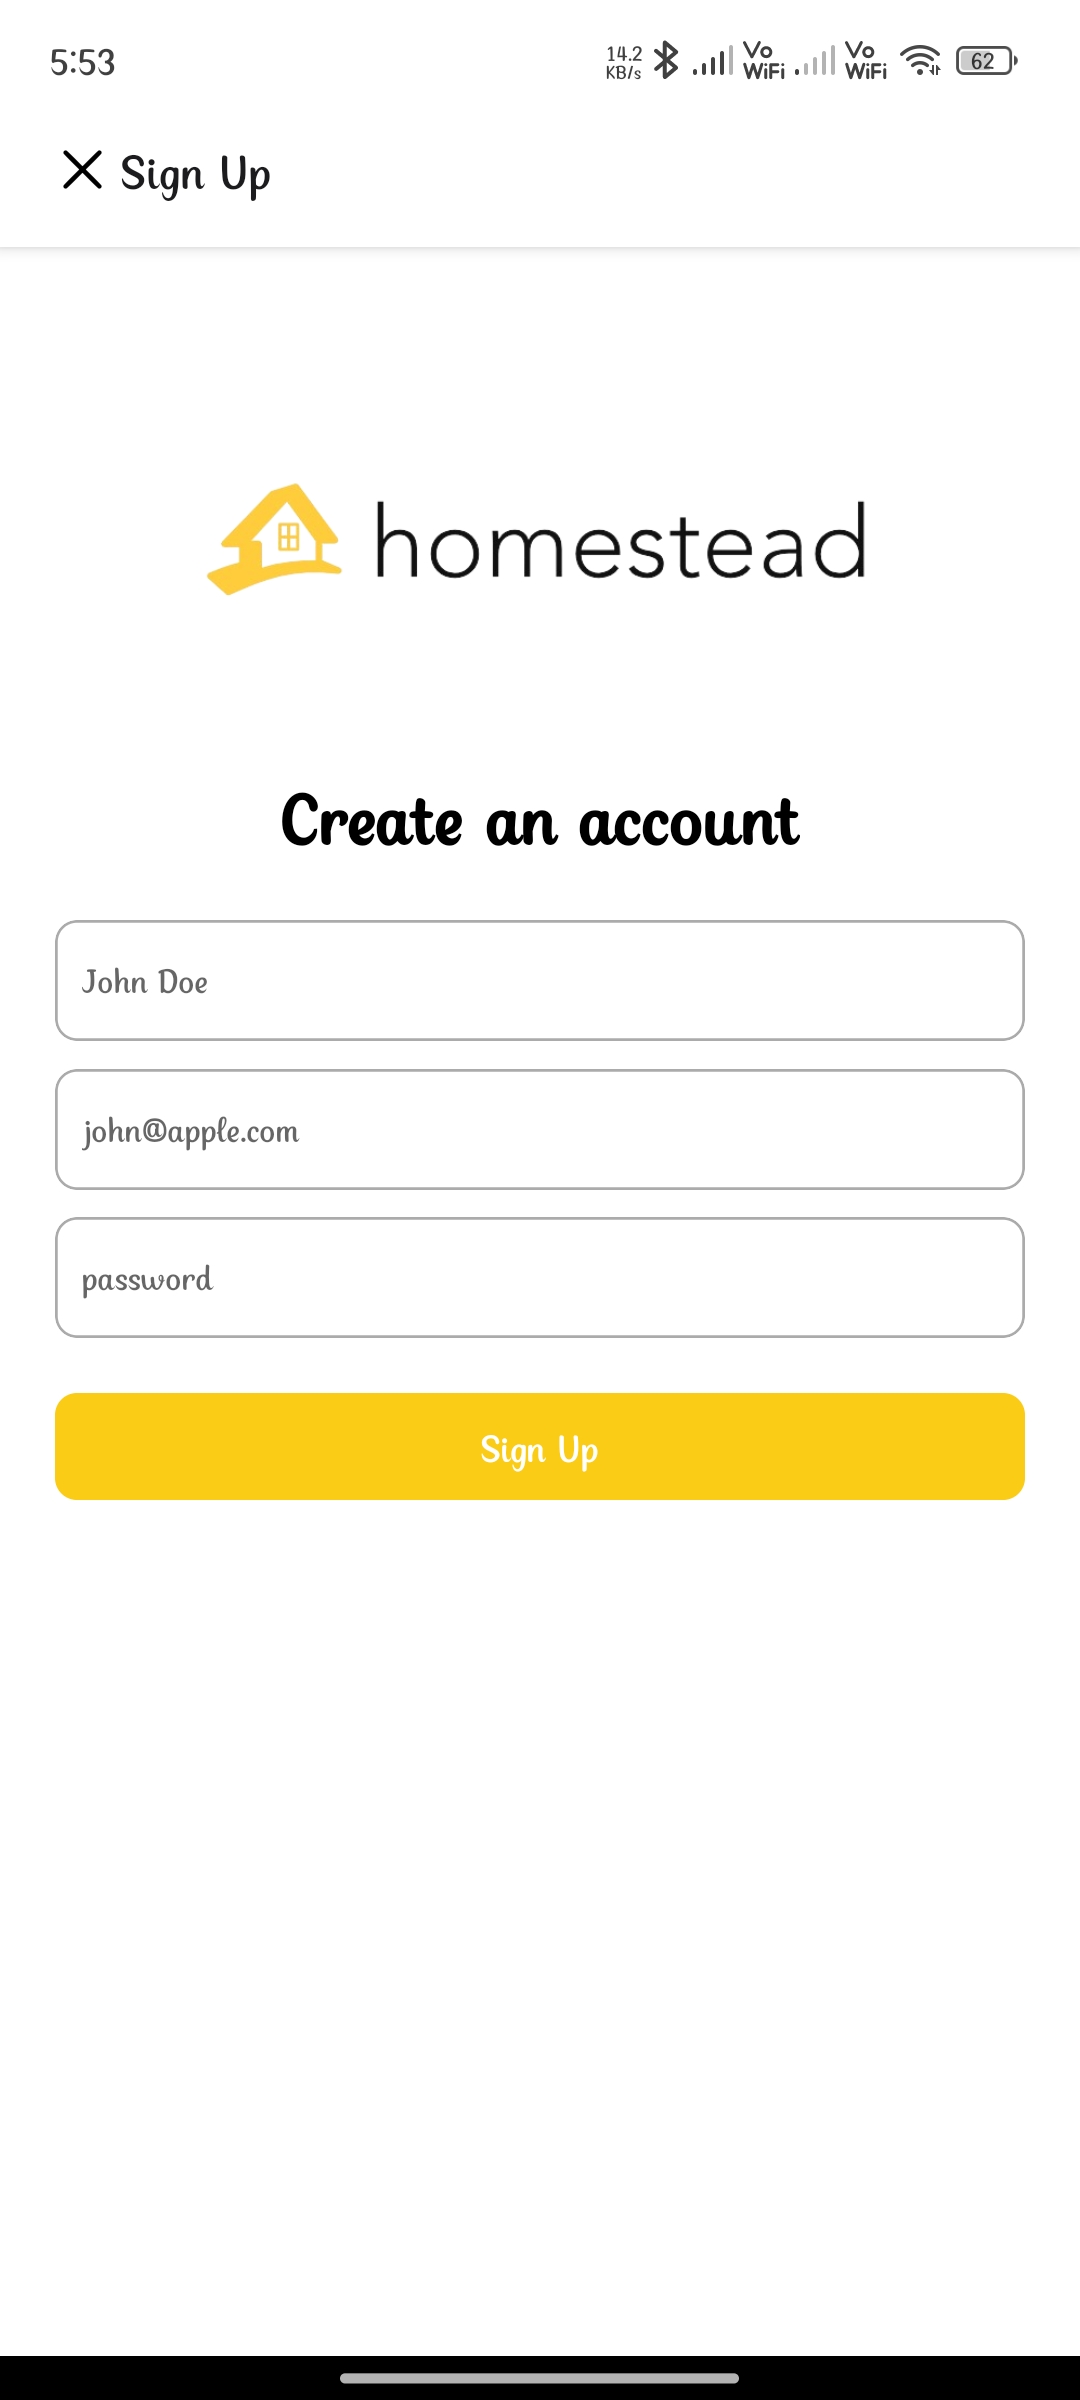 5:53
14.2 KB/s Vo WiFi Vo WiFi 62
Sign Up
homestead
Create an account
John Doe
john@apple.com
password
Sign Up